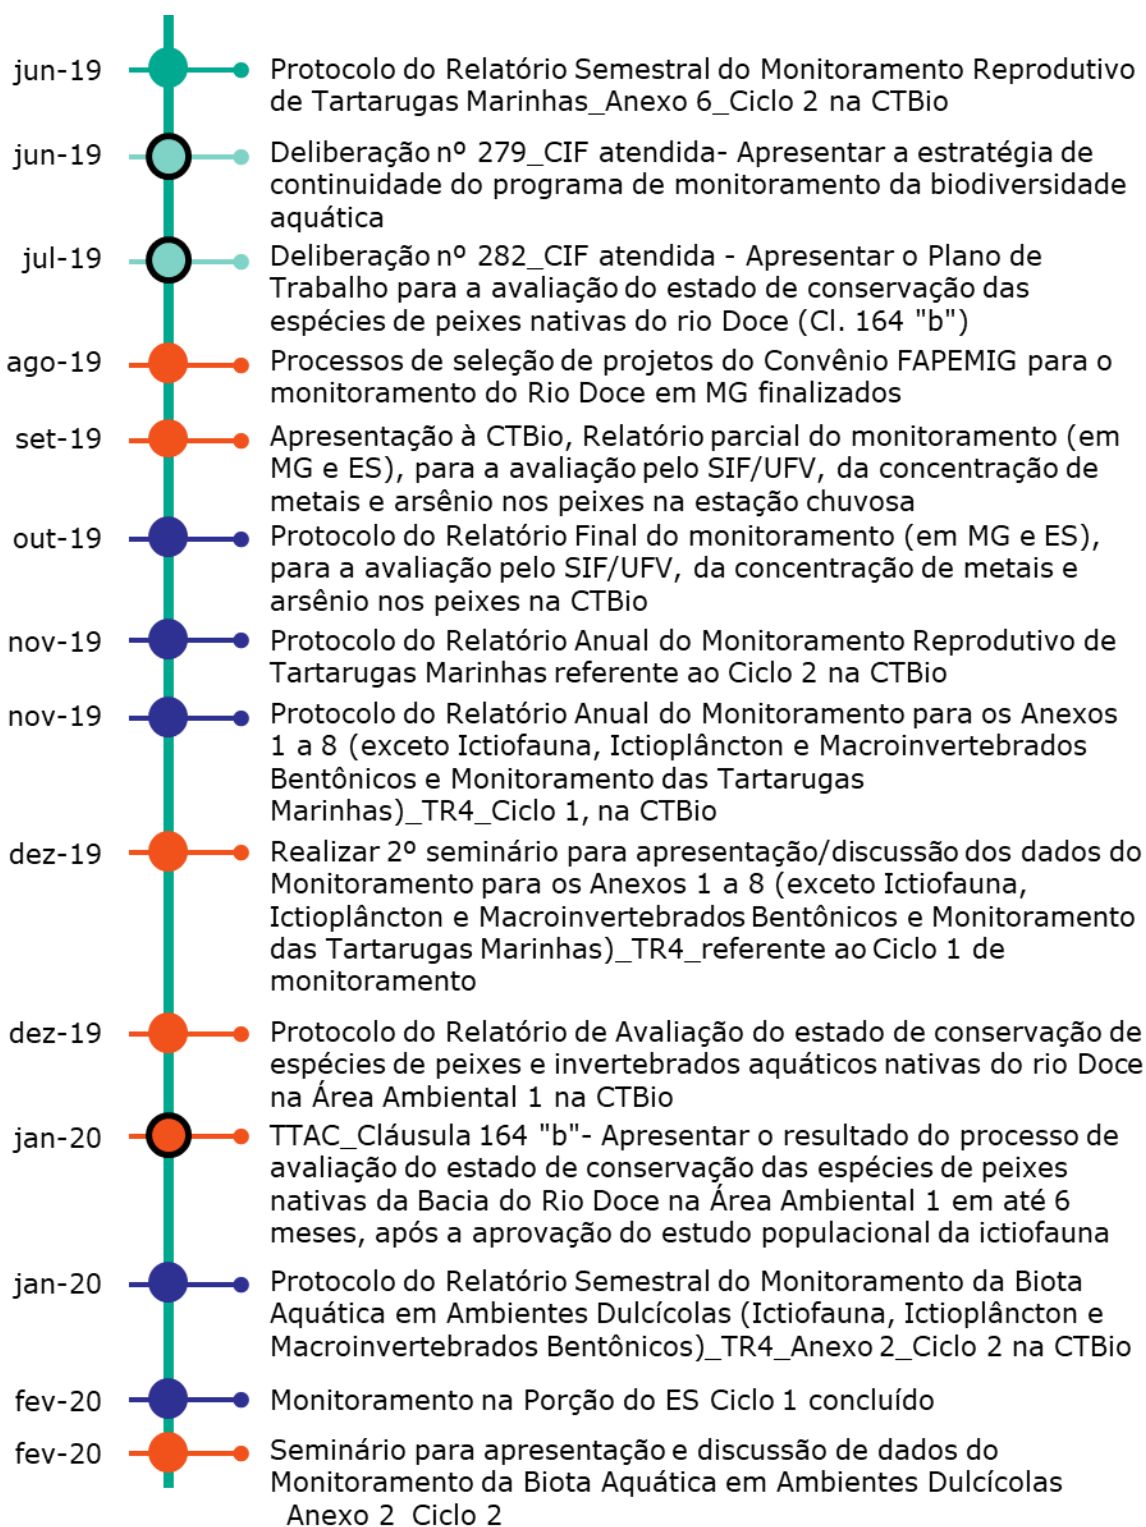 jun-19 Protocolo do Relatório Semestral do Monitoramento Reprodutivo
de Tartarugas Marinhas_Anexo 6_Ciclo 2 na CTBio
jun-19 Deliberação nº 279_CIF atendida- Apresentar a estratégia de
continuidade do programa de monitoramento da biodiversidade
aquática
jul-19 Deliberação nº 282_CIF atendida - Apresentar o Plano de
Trabalho para a avaliação do estado de conservação das
espécies de peixes nativas do rio Doce (Cl. 164 "b")
ago-19 Processos de seleção de projetos do Convênio FAPEMIG para o
monitoramento do Rio Doce em MG finalizados
set-19 Apresentação à CTBio, Relatório parcial do monitoramento (em
MG e ES), para a avaliação pelo SIF/UFV, da concentração de
metais e arsênio nos peixes na estação chuvosa
out-19 Protocolo do Relatório Final do monitoramento (em MG e ES),
para a avaliação pelo SIF/UFV, da concentração de metais e
arsênio nos peixes na CTBio
nov-19 Protocolo do Relatório Anual do Monitoramento Reprodutivo de
Tartarugas Marinhas referente ao Ciclo 2 na CTBio
nov-19 Protocolo do Relatório Anual do Monitoramento para os Anexos
1 a 8 (exceto Ictiofauna, Ictioplâncton e Macroinvertebrados
Bentônicos e Monitoramento das Tartarugas
Marinhas)_TR4_Ciclo 1, na CTBio
dez-19 Realizar 2º seminário para apresentação/discussão dos dados do
Monitoramento para os Anexos 1 a 8 (exceto Ictiofauna,
Ictioplâncton e Macroinvertebrados Bentônicos e Monitoramento
das Tartarugas Marinhas)_TR4_referente ao Ciclo 1 de
monitoramento
dez-19 Protocolo do Relatório de Avaliação do estado de conservação de
espécies de peixes e invertebrados aquáticos nativas do rio Doce
na Área Ambiental 1 na CTBio
jan-20 TTAC_Cláusula 164 "b"- Apresentar o resultado do processo de
avaliação do estado de conservação das espécies de peixes
nativas da Bacia do Rio Doce na Área Ambiental 1 em até 6
meses, após a aprovação do estudo populacional da ictiofauna
jan-20 Protocolo do Relatório Semestral do Monitoramento da Biota
Aquática em Ambientes Dulcícolas (Ictiofauna, Ictioplâncton e
Macroinvertebrados Bentônicos)_TR4_Anexo 2_Ciclo 2 na CTBio
fev-20 Monitoramento na Porção do ES Ciclo 1 concluído
fev-20 Seminário para apresentação e discussão de dados do
Monitoramento da Biota Aquática em Ambientes Dulcícolas
Anexo 2 Ciclo 2